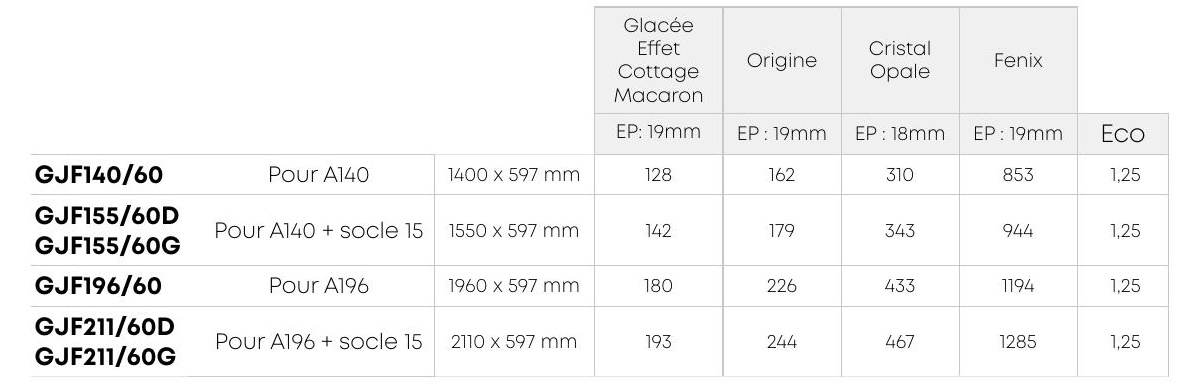 Glacée
Effet
Cottage
Macaron
Origine
Cristal
Opale
Fenix
EP: 19mm EP : 19mm EP : 18mm EP : 19mm Eco
GJF140/60 Pour A140 1400 x 597 mm 128 162 310 853 1,25
GJF155/60D
GJF155/60G Pour A140 + socle 15 1550 x 597 mm 142 179 343 944 1,25
GJF196/60 Pour A196 1960 x 597 mm 180 226 433 1194 1,25
GJF211/60D
GJF211/60G Pour A196 + socle 15 2110 x 597 mm 193 244 467 1285 1,25